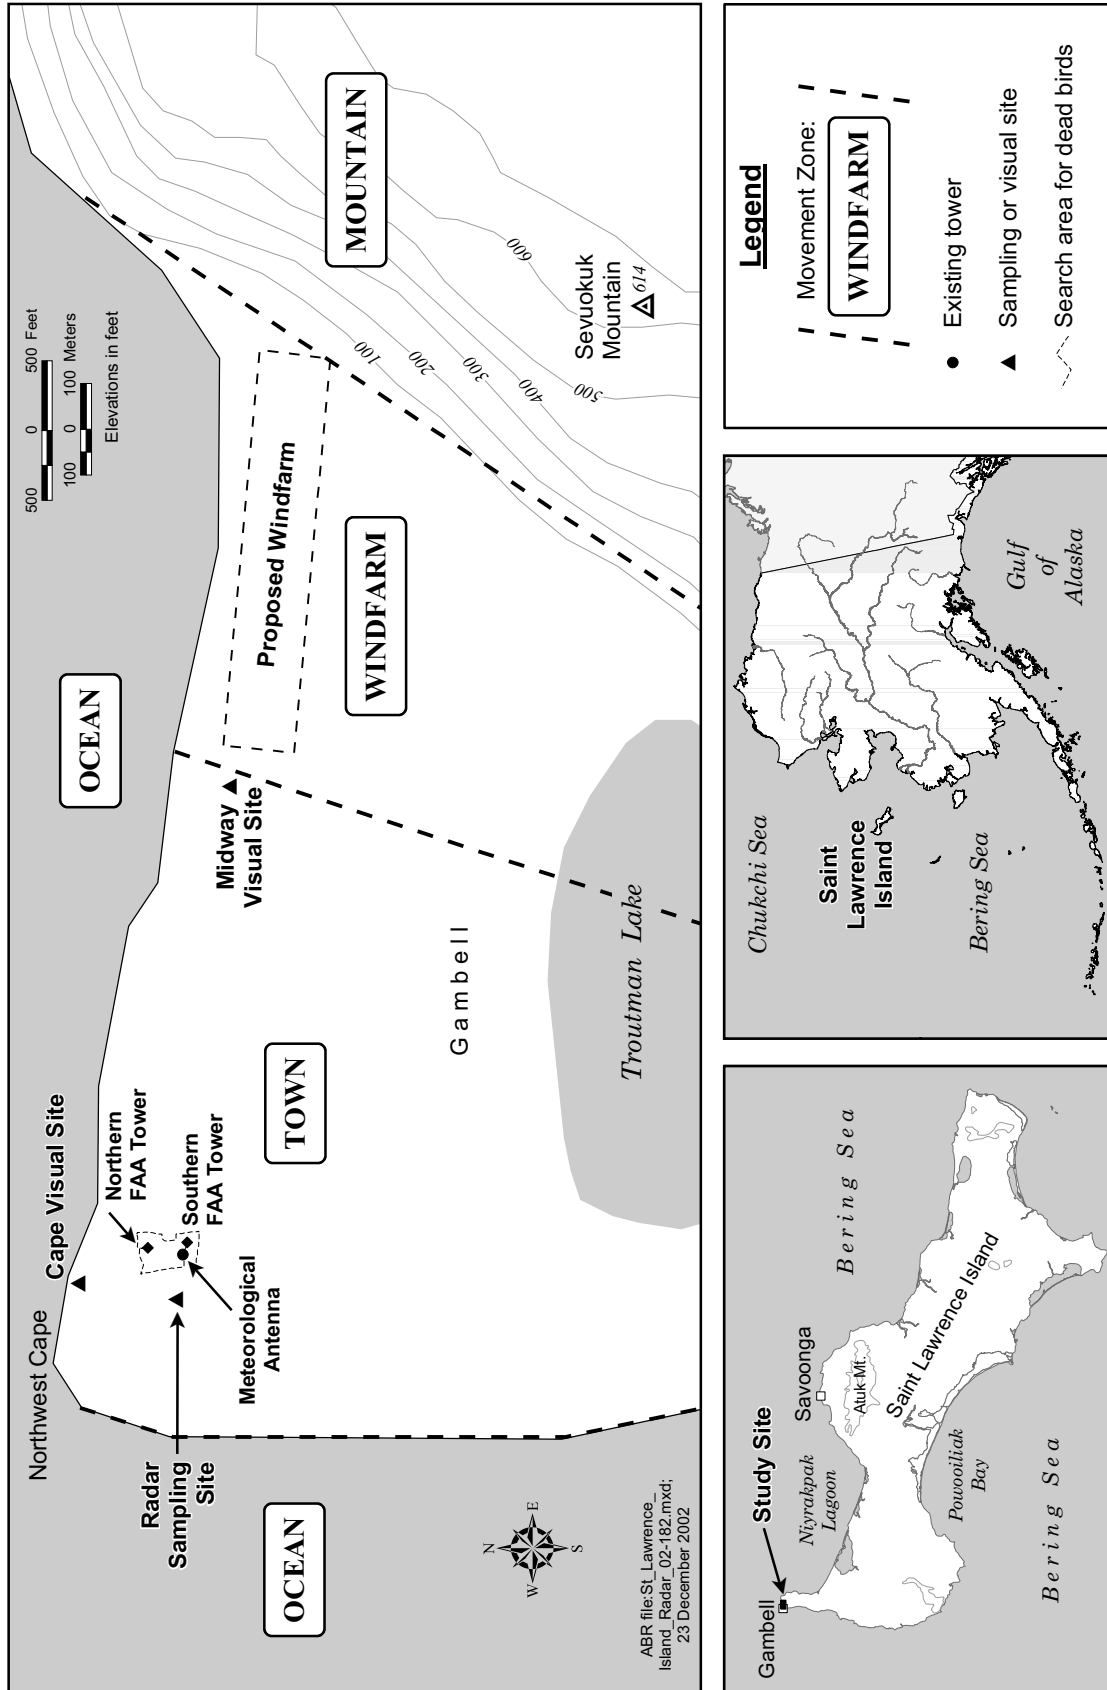 Northwest Cape
Cape Visual Site
OCEAN
500 0 500 Feet
100 0 100 Meters
Elevations in feet
Northern
FAA Tower
Southern
FAA Tower
Radar
Sampling
Site
Meteorological
Antenna
TOWN
Midway
Visual Site
Proposed Windfarm
WINDFARM
MOUNTAIN
OCEAN
Gambell
Troutman Lake
100
200
300
400
500
600
Sevuokuk
Mountain
614
N
W
E
S
ABR file:St_Lawrence_
Island_Radar_02-182.mxd;
23 December 2002
Gambell
Study Site
Niyrakpak
Lagoon
Savoonga
Atuk Mt.
Saint Lawrence Island
Powooiliak
Bay
Bering Sea
Bering Sea
Chukchi Sea
Saint
Lawrence
Island
Bering Sea
Gulf
of
Alaska
Legend
Movement Zone:
WINDFARM
Existing tower
Sampling or visual site
Search area for dead birds